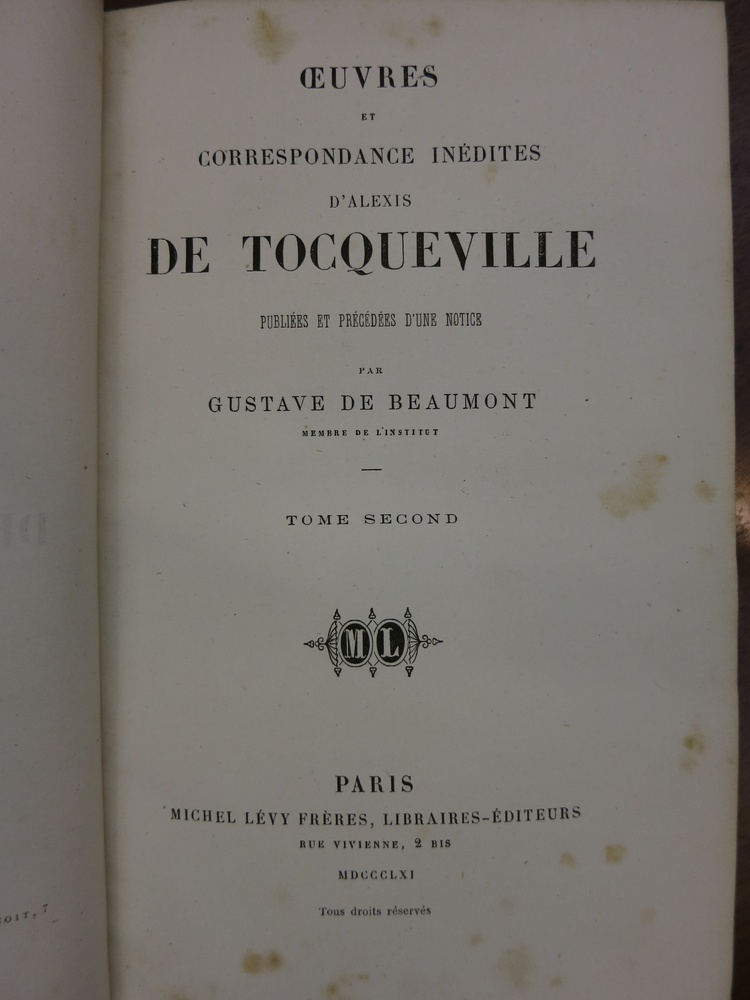 ŒUVRES
ET
CORRESPONDANCE INÉDITES
D'ALEXIS
DE TOCQUEVILLE
PUBLIÉES ET PRÉCÉDÉES D'UNE NOTICE
PAR
GUSTAVE DE BEAUMONT
MEMBRE DE L'INSTITUT
TOME SECOND
ML
PARIS
MICHEL LÉVY FRÈRES, LIBRAIRES-ÉDITEURS
RUE VIVIENNE, 2 BIS
MDCCCLXI
Tous droits réservés